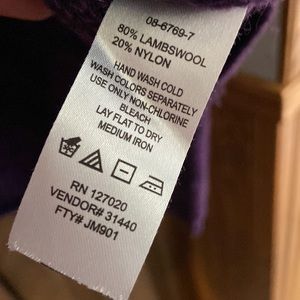 08-6769-7
80% LAMBSWOOL
20% NYLON
HAND WASH COLD
WASH COLORS SEPARATELY
USE ONLY NON-CHLORINE
BLEACH
LAY FLAT TO DRY
MEDIUM IRON
RN 127020
VENDOR# 31440
FTY# JM901